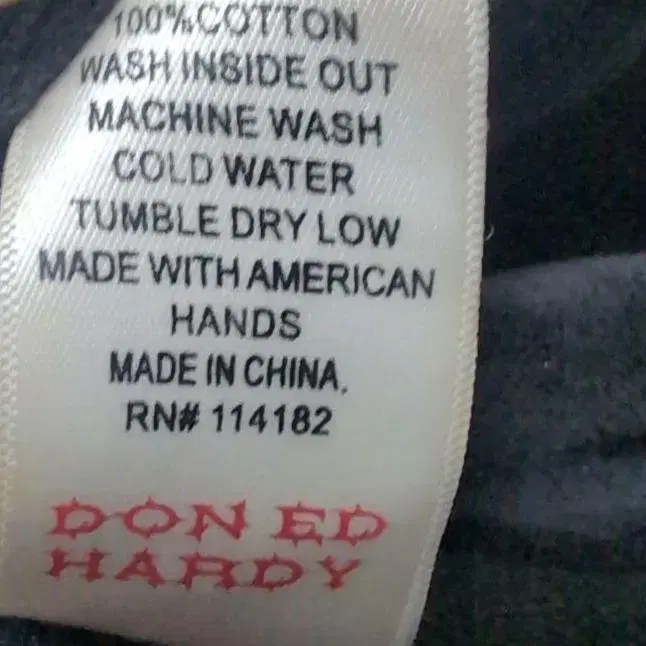 100%COTTON
WASH INSIDE OUT
MACHINE WASH
COLD WATER
TUMBLE DRY LOW
MADE WITH AMERICAN
HANDS
MADE IN CHINA.
RN# 114182
DON ED
HARDY